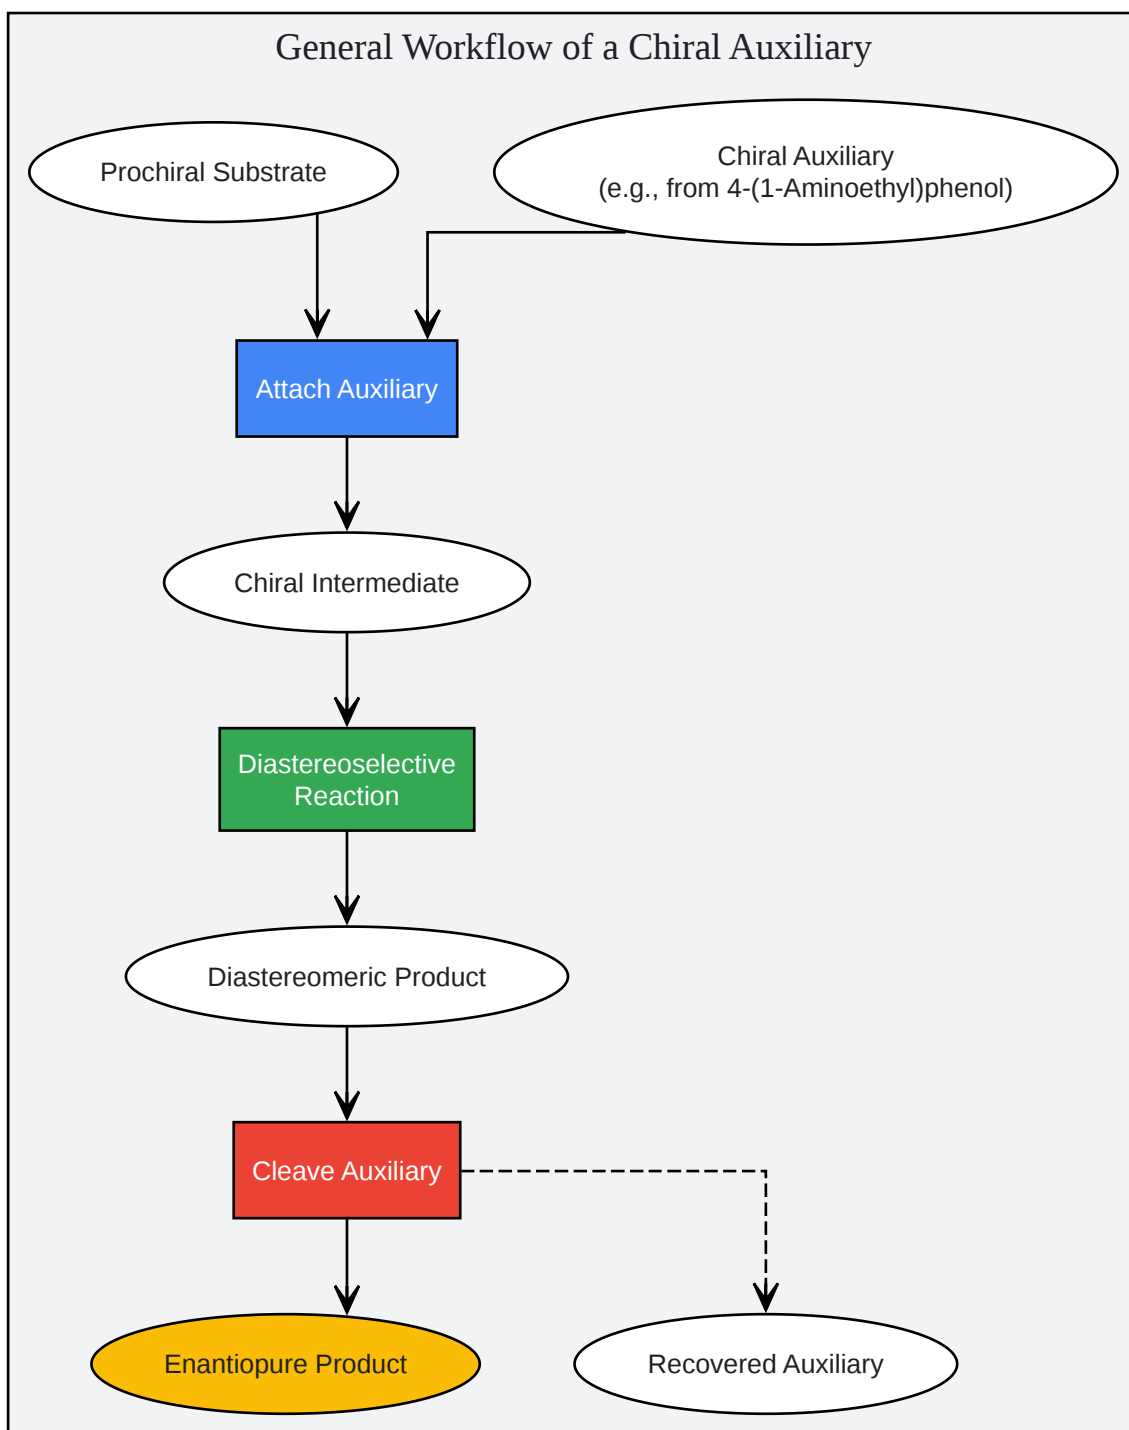 General Workflow of a Chiral Auxiliary
Prochiral Substrate
Chiral Auxiliary
(e.g., from 4-(1-Aminoethyl)phenol)
Attach Auxiliary
Chiral Intermediate
Diastereoselective
Reaction
Diastereomeric Product
Cleave Auxiliary
Enantiopure Product
Recovered Auxiliary